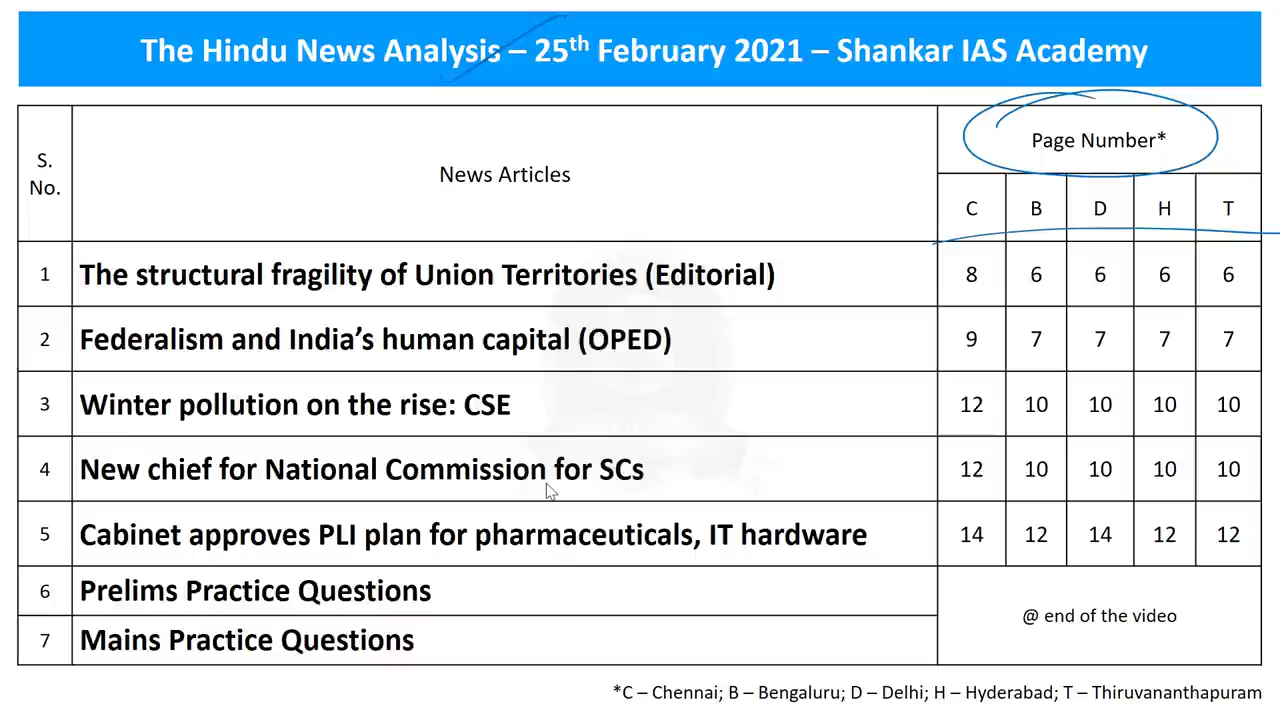 The Hindu News Analysis – 25th February 2021 – Shankar IAS Academy
S. No. News Articles Page Number*
C B D H T
1 The structural fragility of Union Territories (Editorial) 8 6 6 6 6
2 Federalism and India’s human capital (OPED) 9 7 7 7 7
3 Winter pollution on the rise: CSE 12 10 10 10 10
4 New chief for National Commission for SCs 12 10 10 10 10
5 Cabinet approves PLI plan for pharmaceuticals, IT hardware 14 12 14 12 12
6 Prelims Practice Questions
7 Mains Practice Questions
@ end of the video
*C – Chennai; B – Bengaluru; D – Delhi; H – Hyderabad; T – Thiruvananthapuram